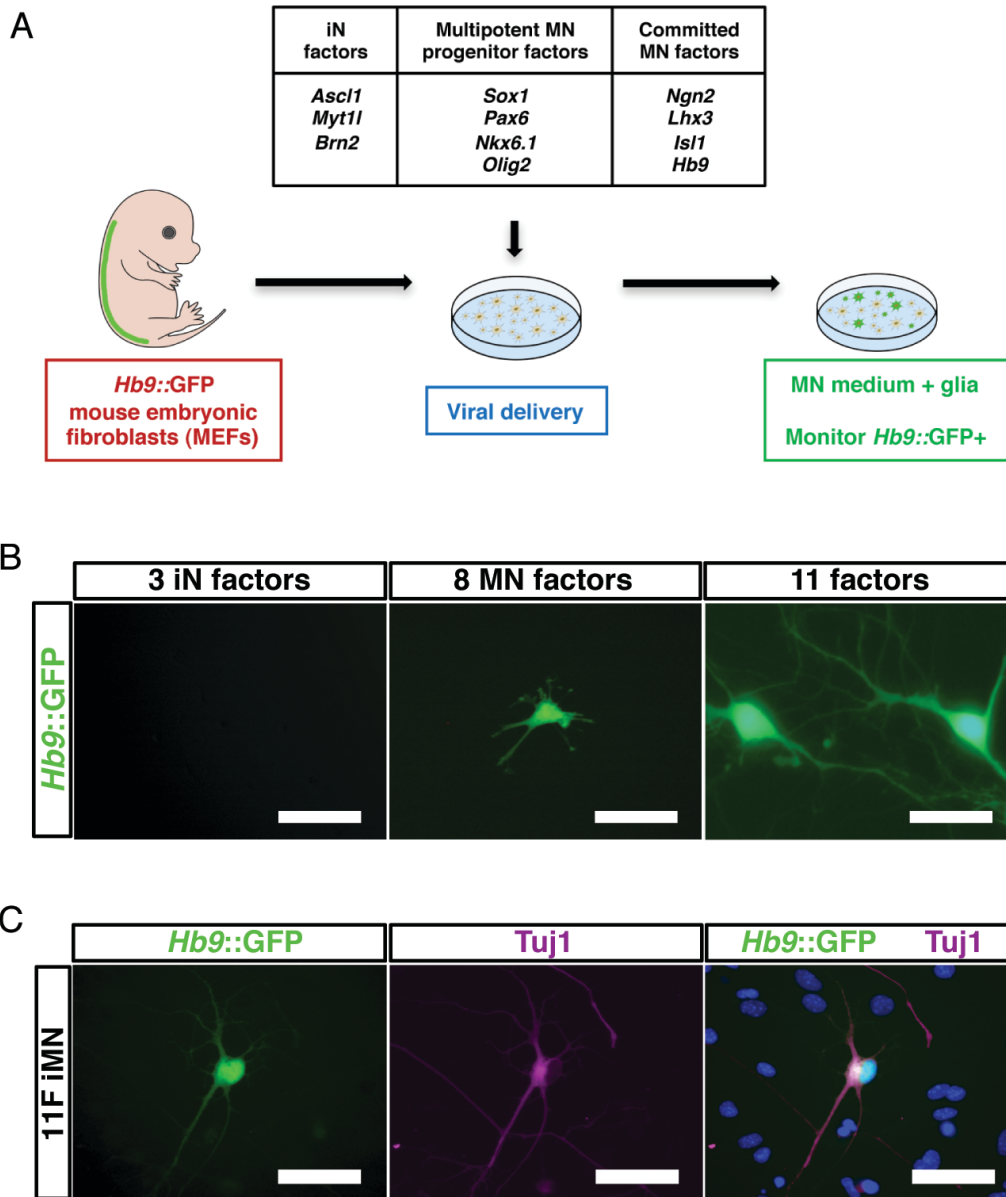 A
iN factors
Multipotent MN progenitor factors
Committed MN factors
Ascl1
Myt1l
Brn2
Sox1
Pax6
Nkx6.1
Olig2
Ngn2
Lhx3
Isl1
Hb9
Hb9::GFP
mouse embryonic
fibroblasts (MEFs)
Viral delivery
MN medium + glia
Monitor Hb9::GFP+
B
3 iN factors
8 MN factors
11 factors
Hb9::GFP
C
Hb9::GFP
Tuj1
Hb9::GFP Tuj1
11F iMN